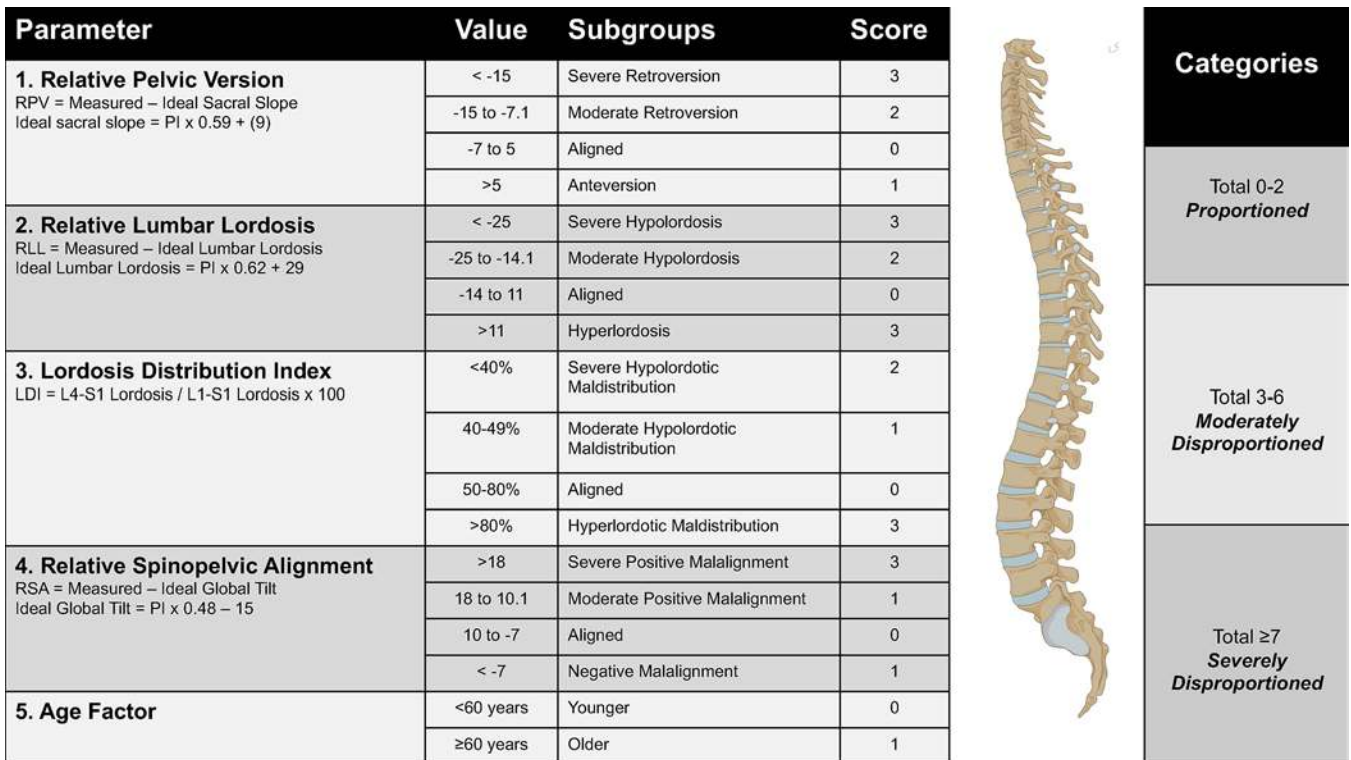 Parameter Value Subgroups Score
1. Relative Pelvic Version
RPV = Measured – Ideal Sacral Slope
Ideal sacral slope = PI x 0.59 + (9)
< -15 Severe Retroversion 3
-15 to -7.1 Moderate Retroversion 2
-7 to 5 Aligned 0
>5 Anteversion 1
2. Relative Lumbar Lordosis
RLL = Measured – Ideal Lumbar Lordosis
Ideal Lumbar Lordosis = PI x 0.62 + 29
< -25 Severe Hypolordosis 3
-25 to -14.1 Moderate Hypolordosis 2
-14 to 11 Aligned 0
>11 Hyperlordosis 3
3. Lordosis Distribution Index
LDI = L4-S1 Lordosis / L1-S1 Lordosis x 100
<40% Severe Hypolordotic 2
Maldistribution
40-49% Moderate Hypolordotic 1
Maldistribution
50-80% Aligned 0
>80% Hyperlordotic Maldistribution 3
4. Relative Spinopelvic Alignment
RSA = Measured – Ideal Global Tilt
Ideal Global Tilt = PI x 0.48 – 15
>18 Severe Positive Malalignment 3
18 to 10.1 Moderate Positive Malalignment 1
10 to -7 Aligned 0
< -7 Negative Malalignment 1
5. Age Factor
<60 years Younger 0
≥60 years Older 1
Categories
Total 0-2
Proportioned
Total 3-6
Moderately
Disproportioned
Total ≥7
Severely
Disproportioned